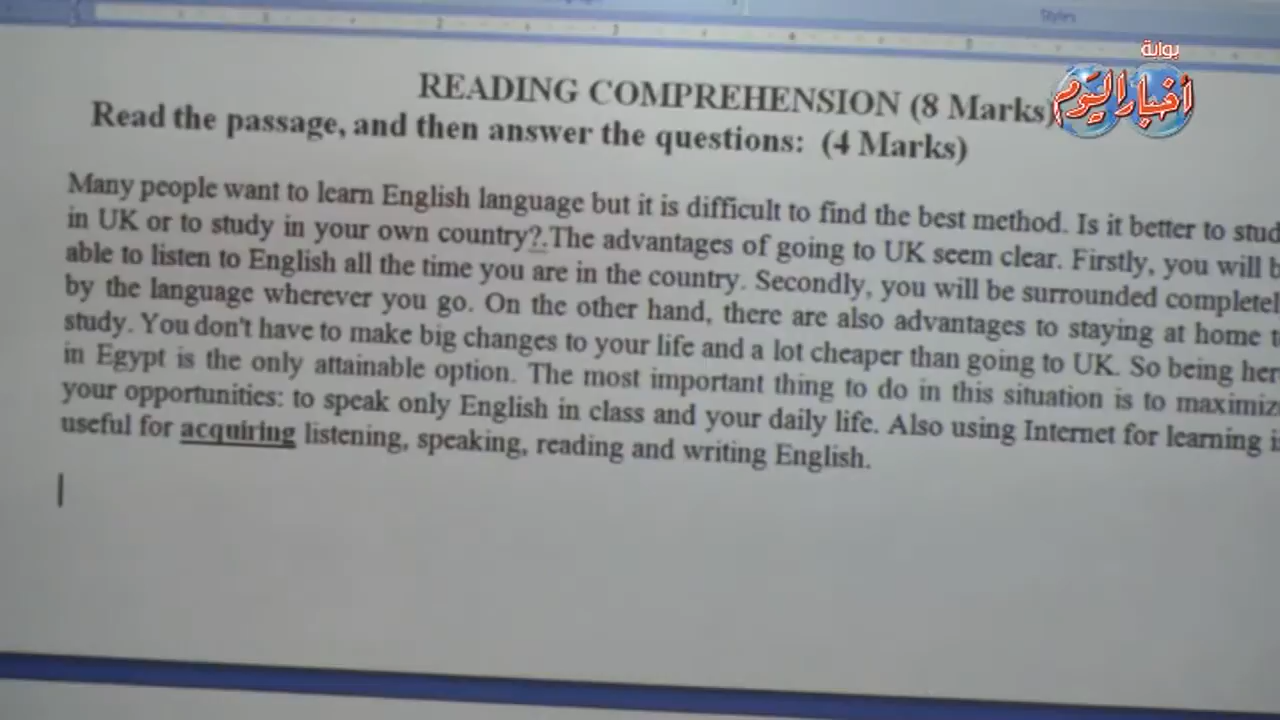 Styles
بوابة
أخبار اليوم
READING COMPREHENSION (8 Marks)
Read the passage, and then answer the questions: (4 Marks)
Many people want to learn English language but it is difficult to find the best method. Is it better to stud
in UK or to study in your own country?.The advantages of going to UK seem clear. Firstly, you will b
able to listen to English all the time you are in the country. Secondly, you will be surrounded completel
by the language wherever you go. On the other hand, there are also advantages to staying at home t
study. You don't have to make big changes to your life and a lot cheaper than going to UK. So being her
in Egypt is the only attainable option. The most important thing to do in this situation is to maximiz
your opportunities: to speak only English in class and your daily life. Also using Internet for learning i
useful for acquiring listening, speaking, reading and writing English.